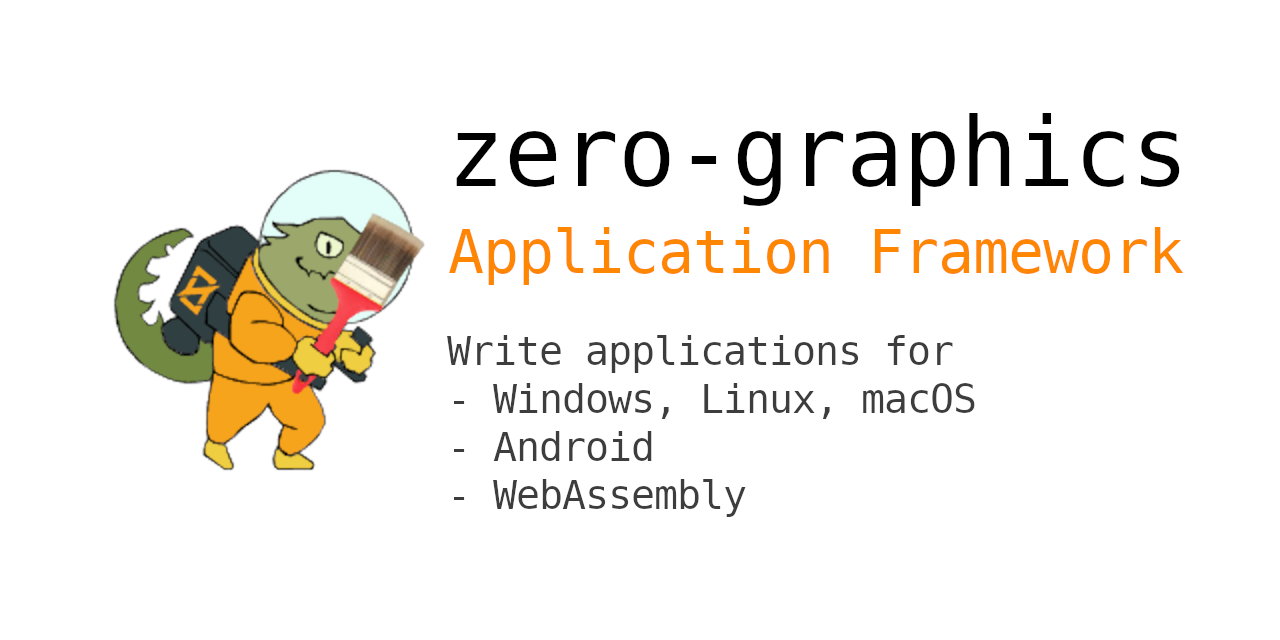 zero-graphics
Application Framework
Write applications for
- Windows, Linux, macOS
- Android
- WebAssembly